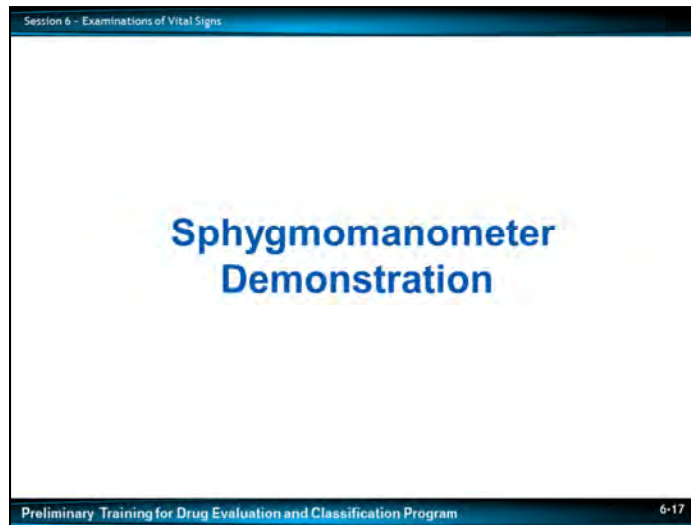 Session 6 - Examinations of Vital Signs
Sphygmomanometer
Demonstration
Preliminary Training for Drug Evaluation and Classification Program
6-17